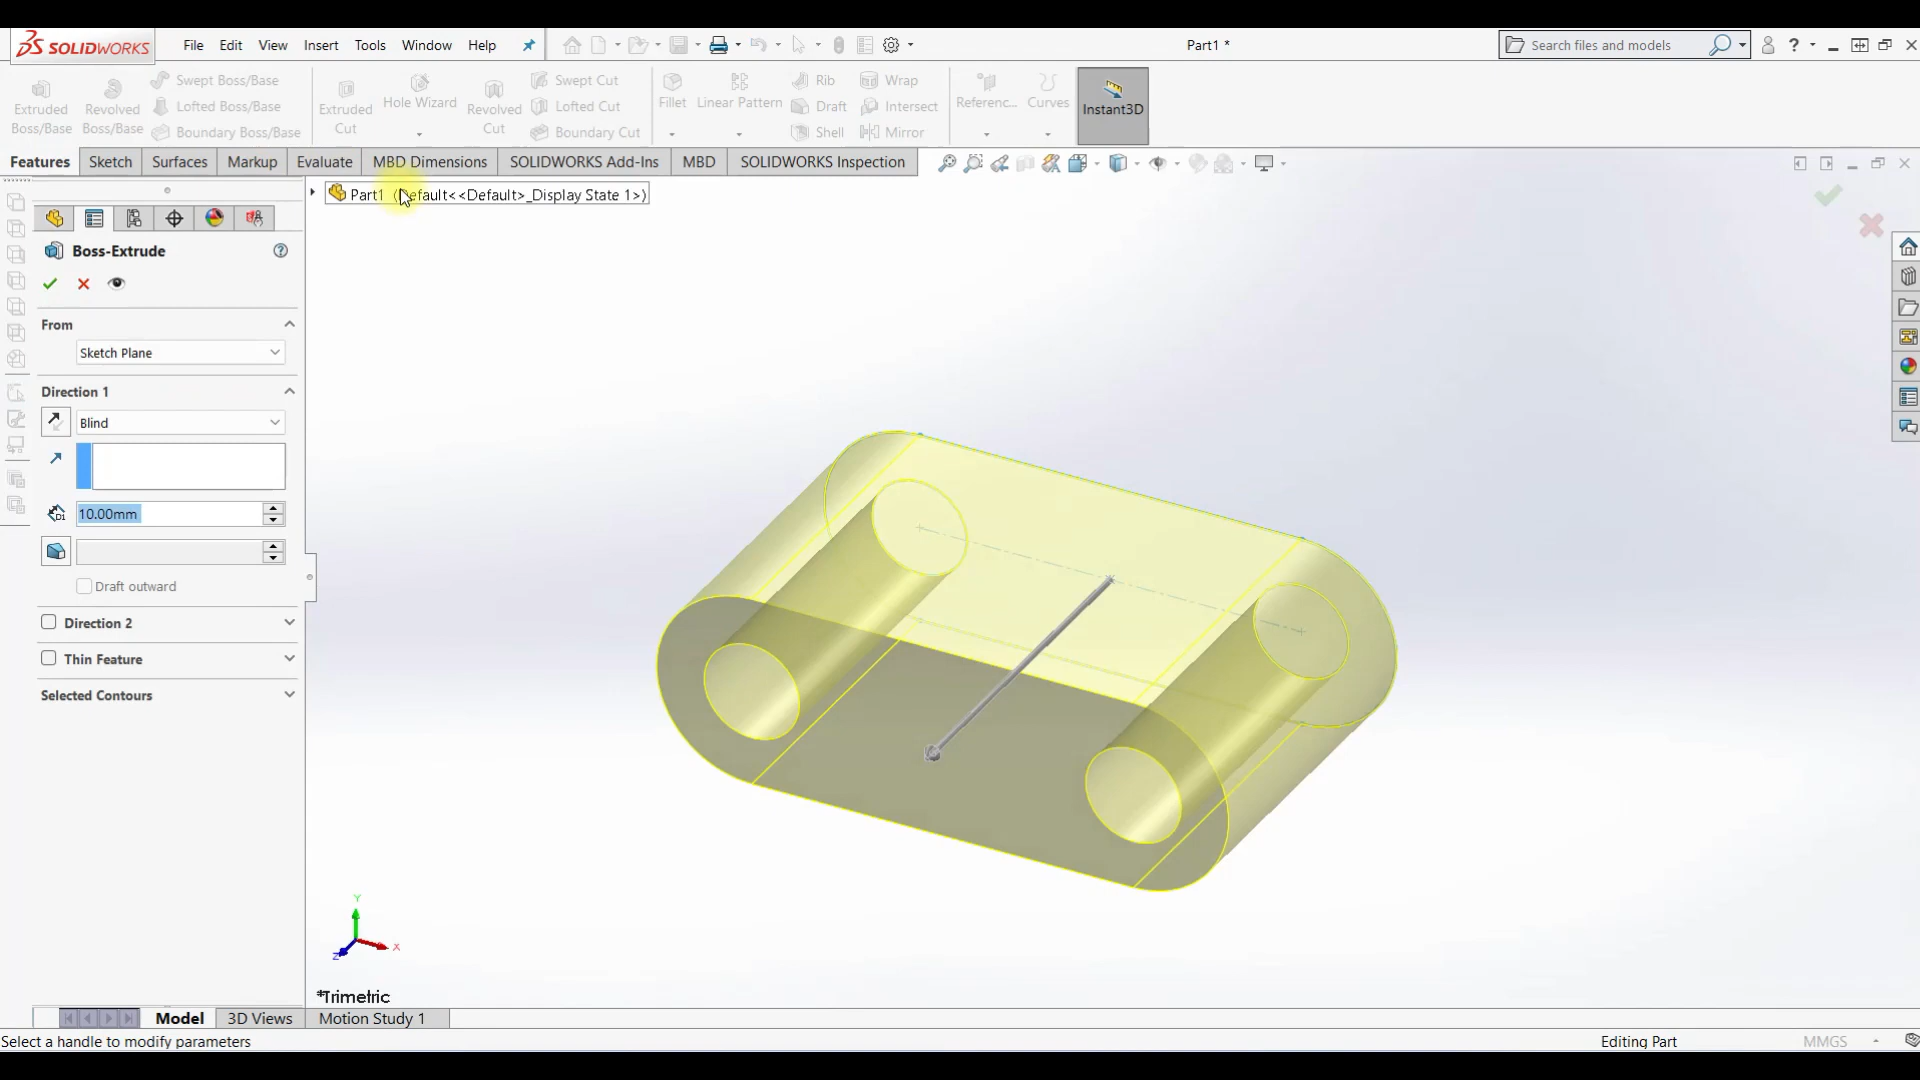 SOLIDWORKS
File Edit View Insert Tools Window Help
Part1 *
Search files and models
Extruded Boss/Base
Revolved Boss/Base
Swept Boss/Base
Lofted Boss/Base
Boundary Boss/Base
Extruded Cut
Hole Wizard
Revolved Cut
Swept Cut
Lofted Cut
Boundary Cut
Fillet
Linear Pattern
Rib
Draft
Shell
Wrap
Intersect
Mirror
Referenc...
Curves
Instant3D
Features Sketch Surfaces Markup Evaluate MBD Dimensions SOLIDWORKS Add-Ins MBD SOLIDWORKS Inspection
Part1 (Default<<Default>_Display State 1>)
Boss-Extrude
From
Sketch Plane
Direction 1
Blind
10.00mm
Draft outward
Direction 2
Thin Feature
Selected Contours
Y
X
Z
*Trimetric
Model 3D Views Motion Study 1
Select a handle to modify parameters
Editing Part
MMGS